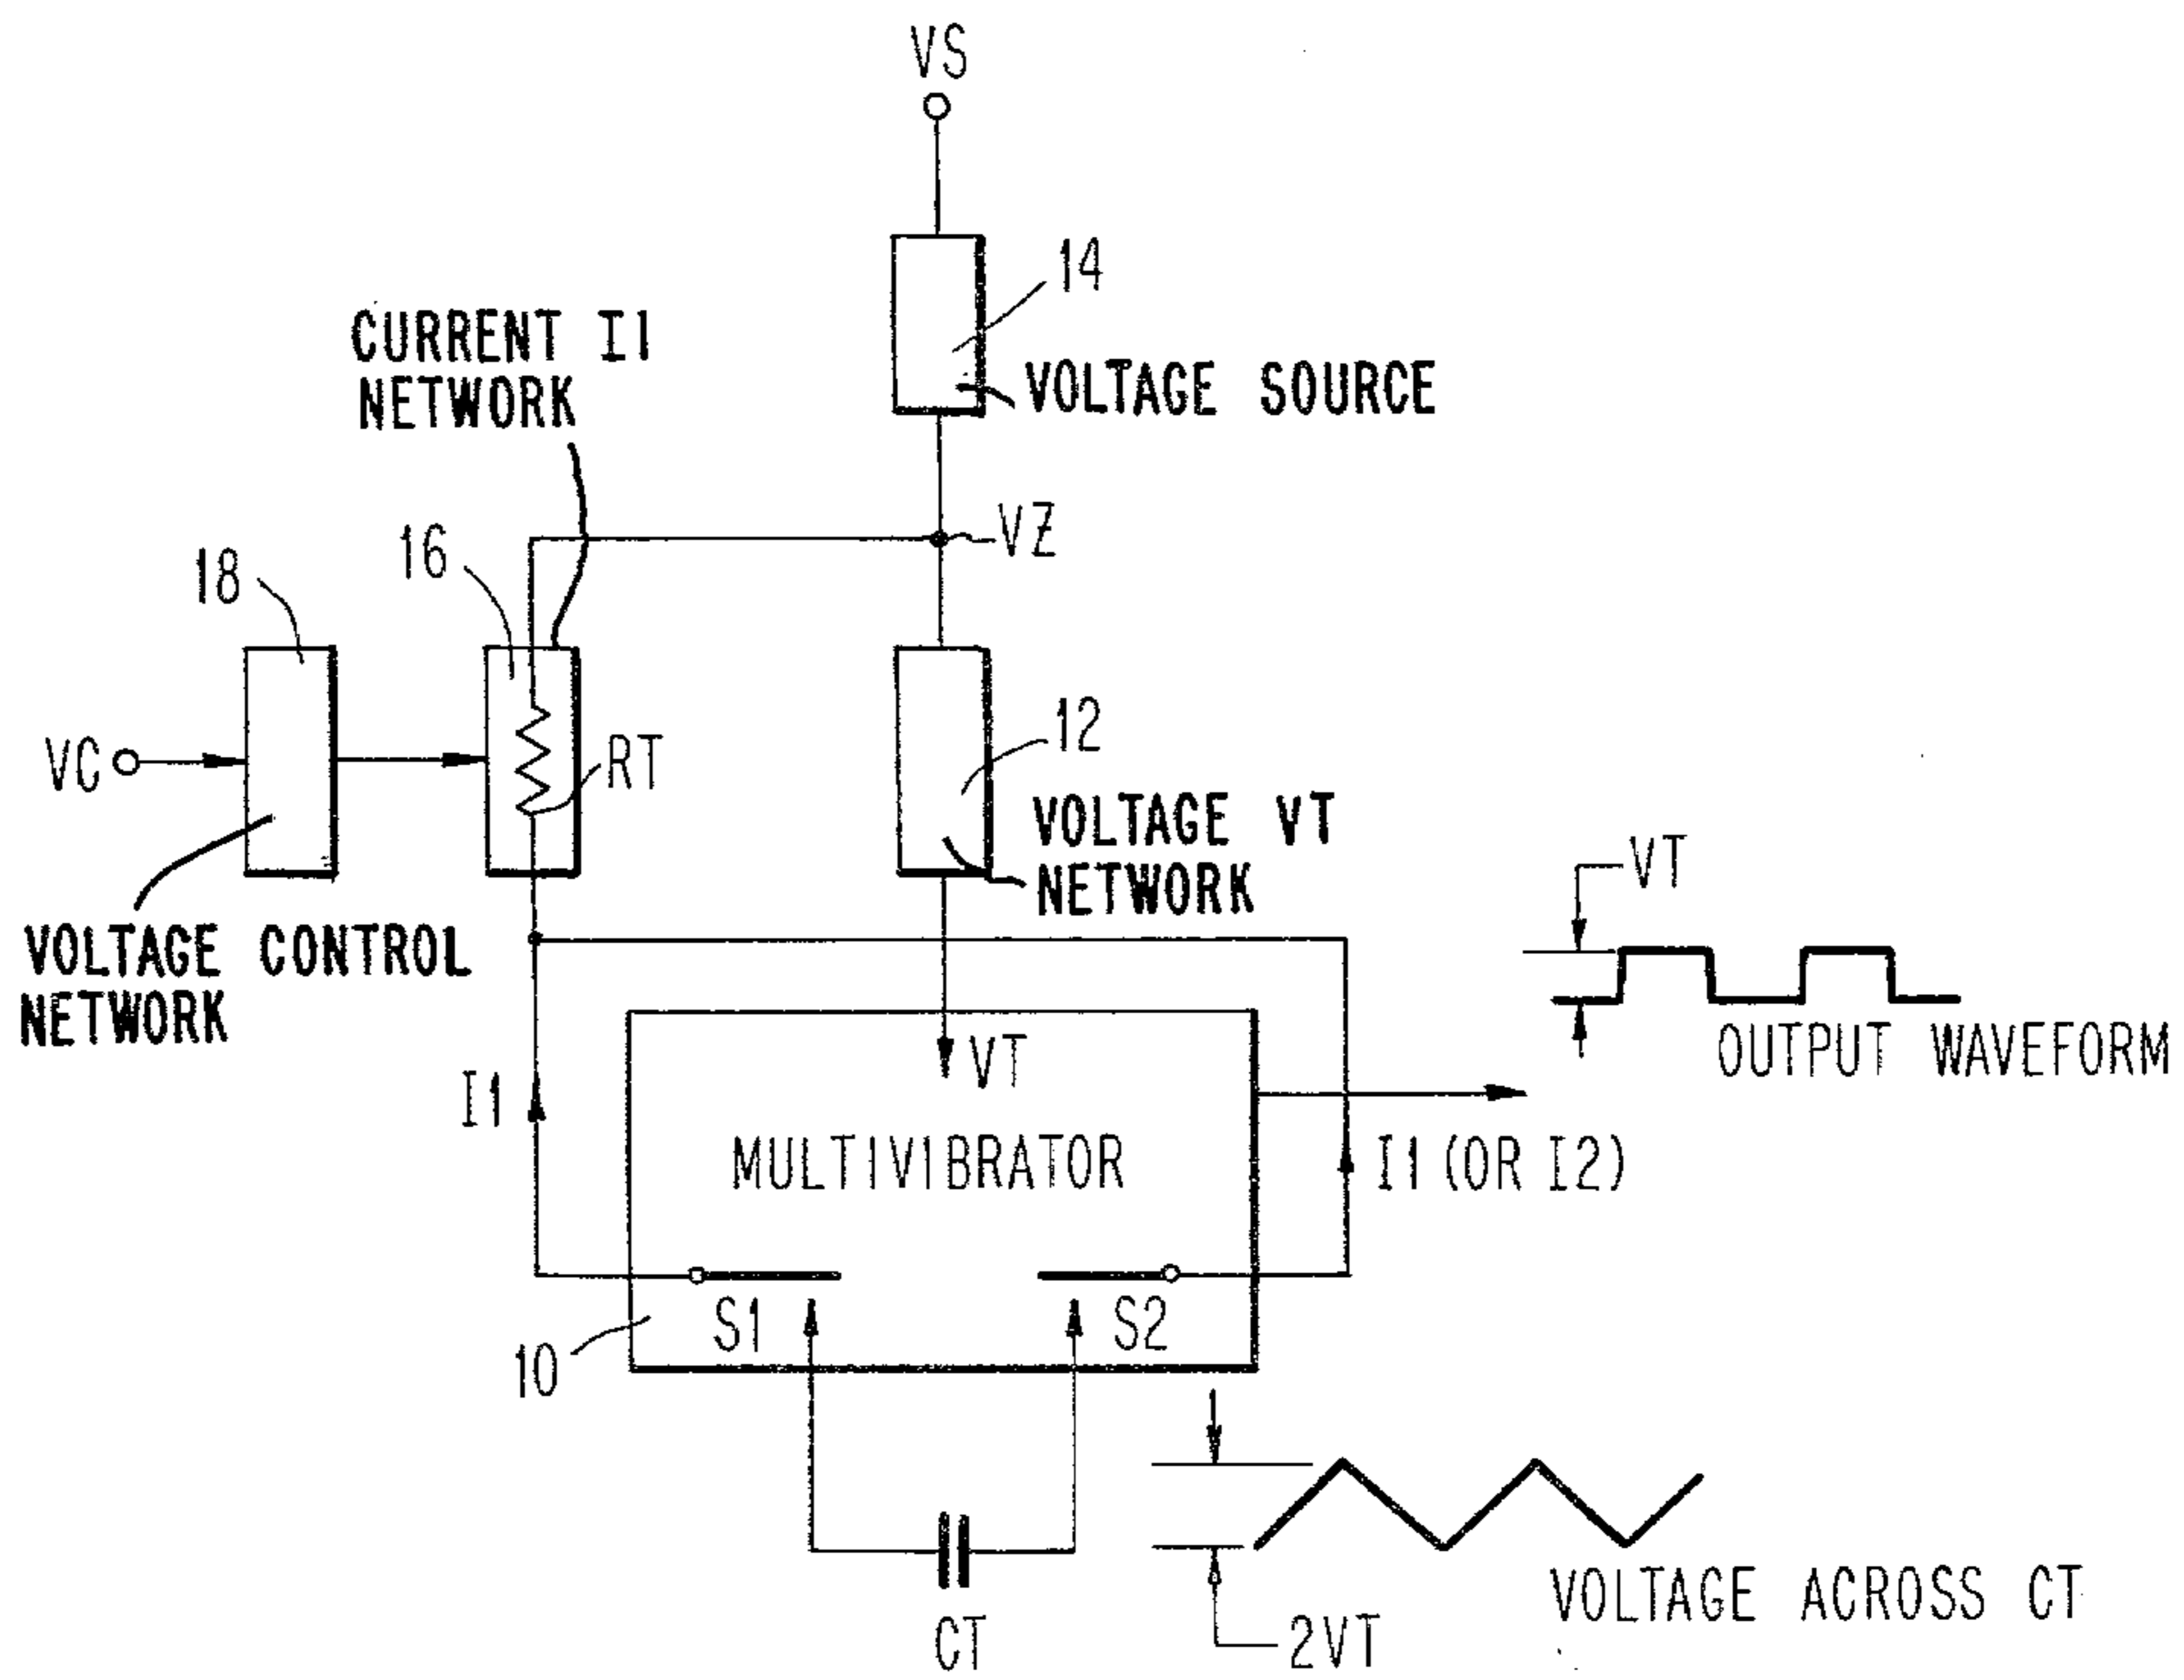 VS
14
CURRENT I1
NETWORK
VOLTAGE SOURCE
VZ
16
18
12
VC
RT
VOLTAGE VT
NETWORK
VT
VOLTAGE CONTROL
NETWORK
OUTPUT WAVEFORM
VT
I1
MULTIVIBRATOR
I1 (OR I2)
S1
S2
10
VOLTAGE ACROSS CT
CT
2VT